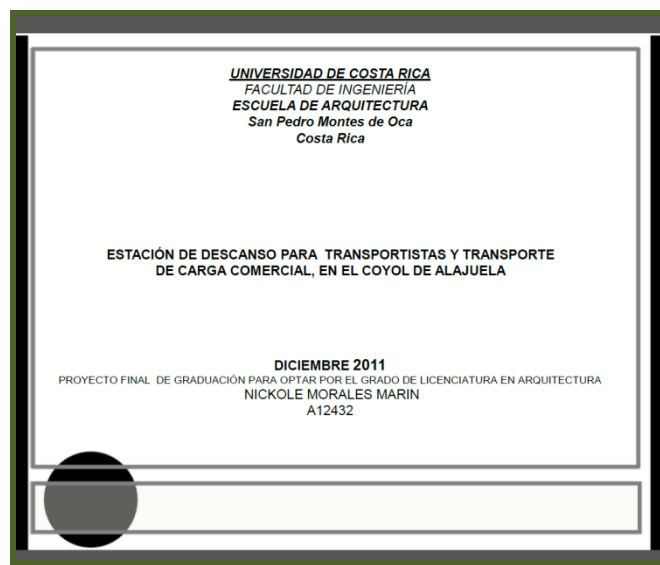 UNIVERSIDAD DE COSTA RICA
FACULTAD DE INGENIERÍA
ESCUELA DE ARQUITECTURA
San Pedro Montes de Oca
Costa Rica
ESTACIÓN DE DESCANSO PARA TRANSPORTISTAS Y TRANSPORTE
DE CARGA COMERCIAL, EN EL COYOL DE ALAJUELA
DICIEMBRE 2011
PROYECTO FINAL DE GRADUACIÓN PARA OPTAR POR EL GRADO DE LICENCIATURA EN ARQUITECTURA
NICKOLE MORALES MARIN
A12432